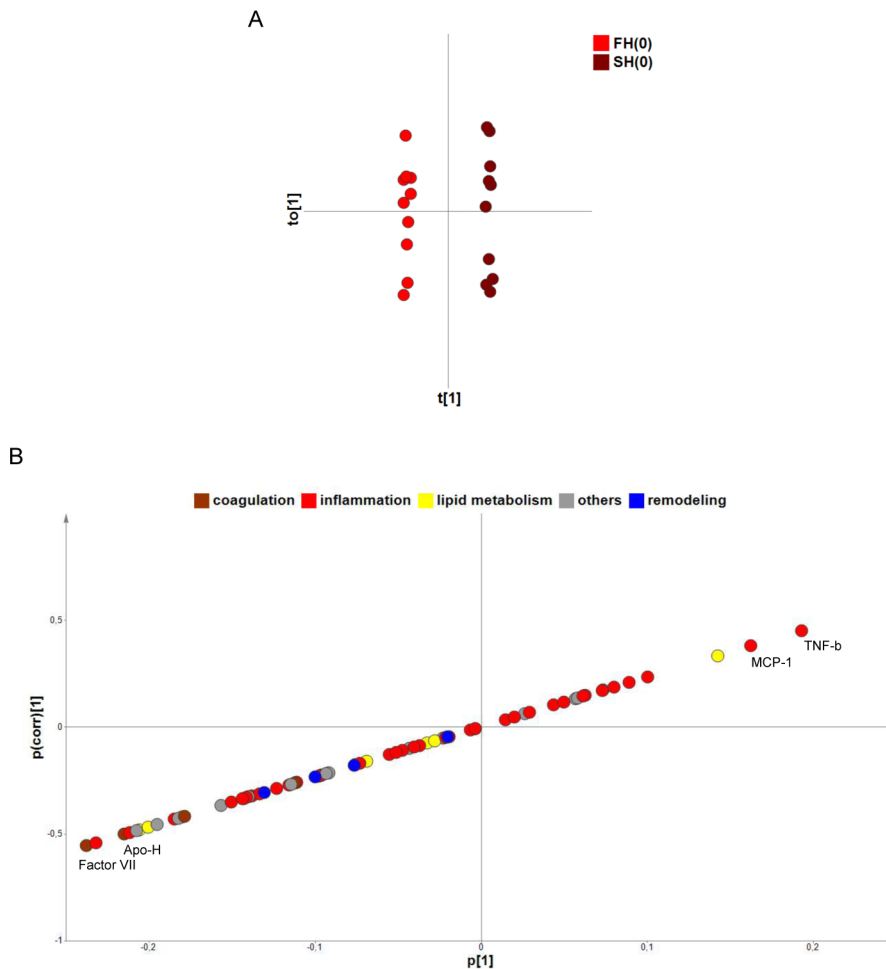 A
FH(0)
SH(0)
to[1]
t[1]
B
coagulation inflammation lipid metabolism others remodeling
0,5
TNF-b
MCP-1
0
p(corr)[1]
-0,5
Apo-H
Factor VII
-1
-0,2 -0,1 0 0,1 0,2
p[1]